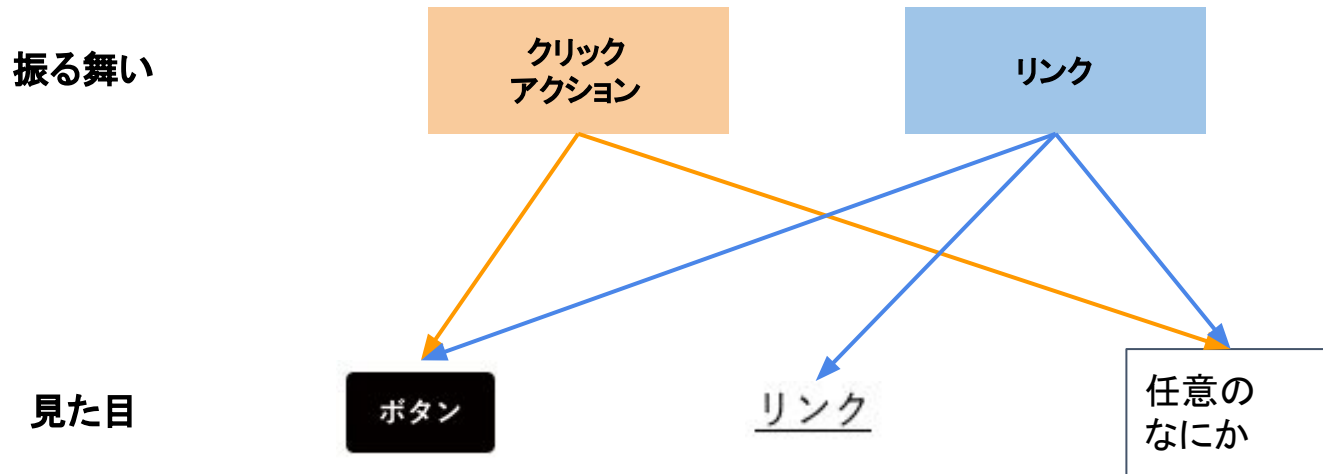 振る舞い
クリック
アクション
リンク
見た目
ボタン
リンク
任意の
なにか